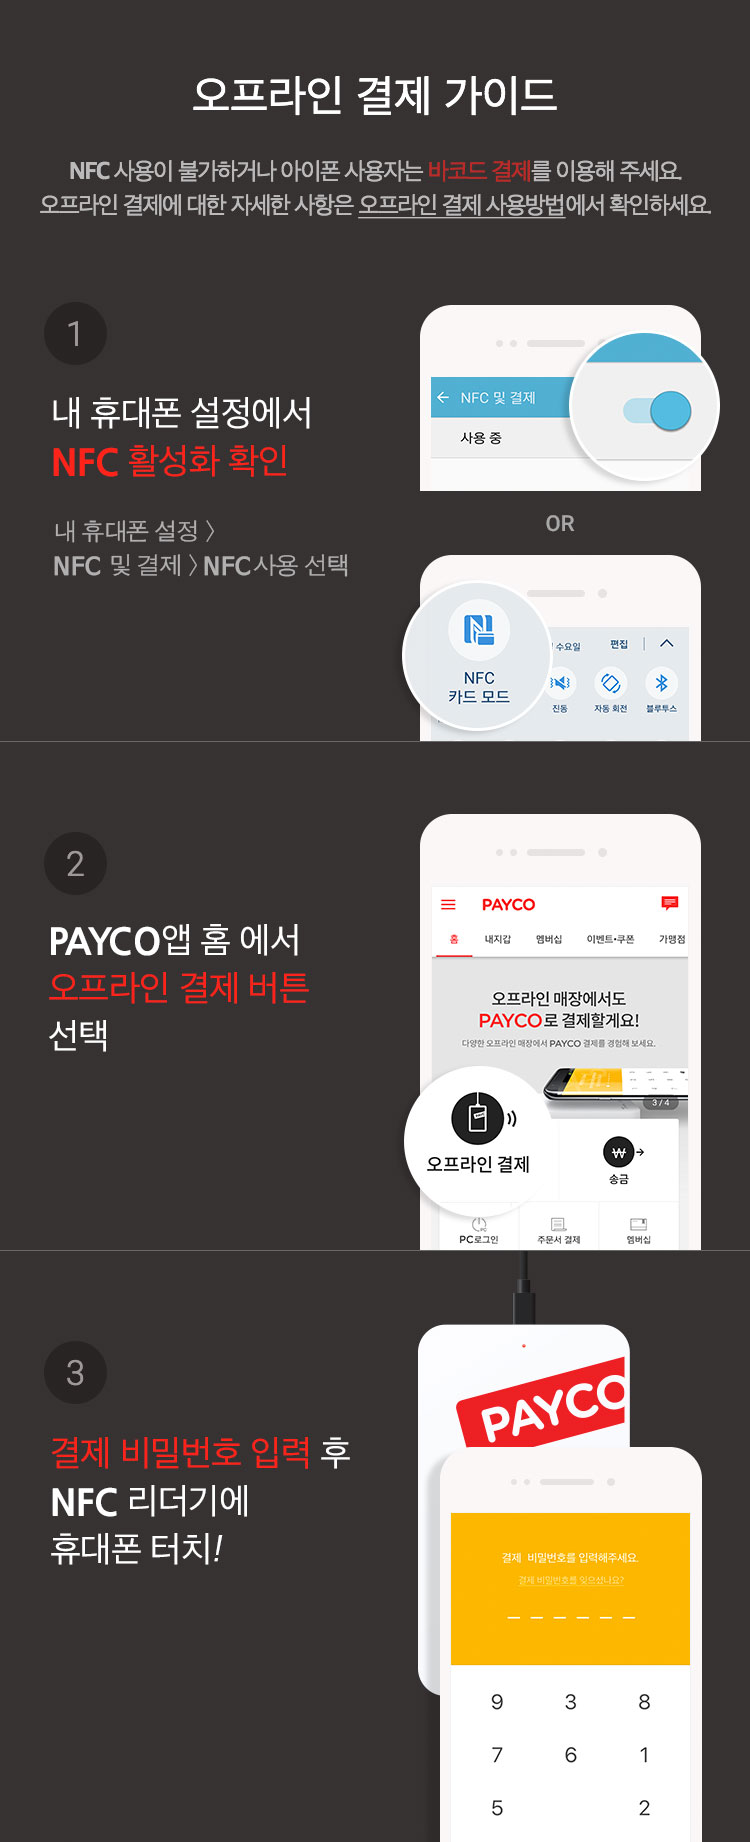 오프라인 결제 가이드
NFC 사용이 불가하거나 아이폰 사용자는 바코드 결제를 이용해 주세요.
오프라인 결제에 대한 자세한 사항은 오프라인 결제 사용방법에서 확인하세요.
1
내 휴대폰 설정에서
NFC 활성화 확인
내 휴대폰 설정 〉
NFC 및 결제 〉 NFC사용 선택
← NFC 및 결제
사용 중
OR
수요일 편집
NFC
카드 모드
진동 자동 회전 블루투스
2
PAYCO앱 홈 에서
오프라인 결제 버튼
선택
PAYCO
홈 내지갑 멤버십 이벤트•쿠폰 가맹점
오프라인 매장에서도
PAYCO로 결제할게요!
다양한 오프라인 매장에서 PAYCO 결제를 경험해 보세요.
3 / 4
오프라인 결제
송금
PC
PC로그인 주문서 결제 멤버십
3
결제 비밀번호 입력 후
NFC 리더기에
휴대폰 터치!
PAYCO
결제 비밀번호를 입력해주세요.
결제 비밀번호를 잊으셨나요?
9 3 8
7 6 1
5 2